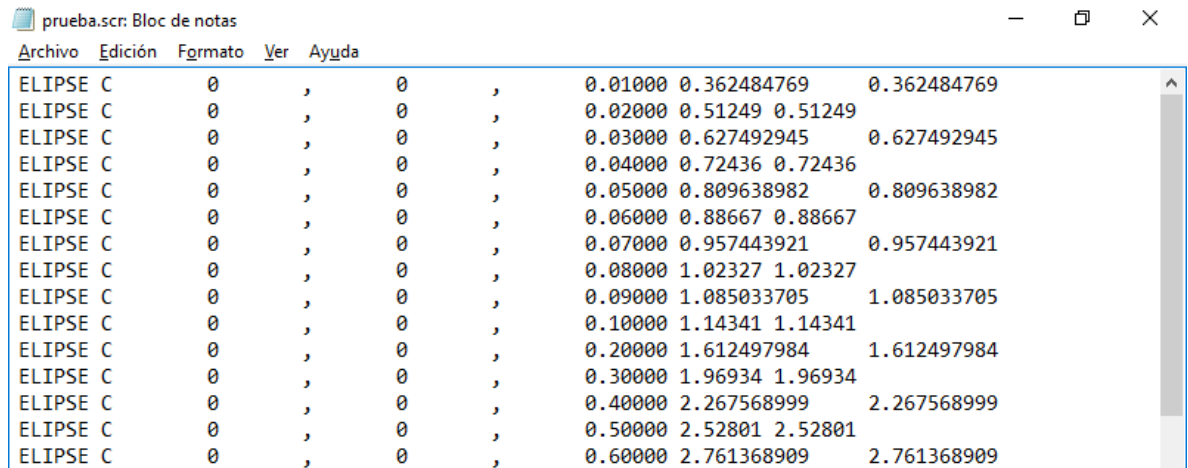 prueba.scr: Bloc de notas
Archivo Edición Formato Ver Ayuda
ELIPSE C 0 , 0 , 0.01000 0.362484769 0.362484769
ELIPSE C 0 , 0 , 0.02000 0.51249 0.51249
ELIPSE C 0 , 0 , 0.03000 0.627492945 0.627492945
ELIPSE C 0 , 0 , 0.04000 0.72436 0.72436
ELIPSE C 0 , 0 , 0.05000 0.809638982 0.809638982
ELIPSE C 0 , 0 , 0.06000 0.88667 0.88667
ELIPSE C 0 , 0 , 0.07000 0.957443921 0.957443921
ELIPSE C 0 , 0 , 0.08000 1.02327 1.02327
ELIPSE C 0 , 0 , 0.09000 1.085033705 1.085033705
ELIPSE C 0 , 0 , 0.10000 1.14341 1.14341
ELIPSE C 0 , 0 , 0.20000 1.612497984 1.612497984
ELIPSE C 0 , 0 , 0.30000 1.96934 1.96934
ELIPSE C 0 , 0 , 0.40000 2.267568999 2.267568999
ELIPSE C 0 , 0 , 0.50000 2.52801 2.52801
ELIPSE C 0 , 0 , 0.60000 2.761368909 2.761368909